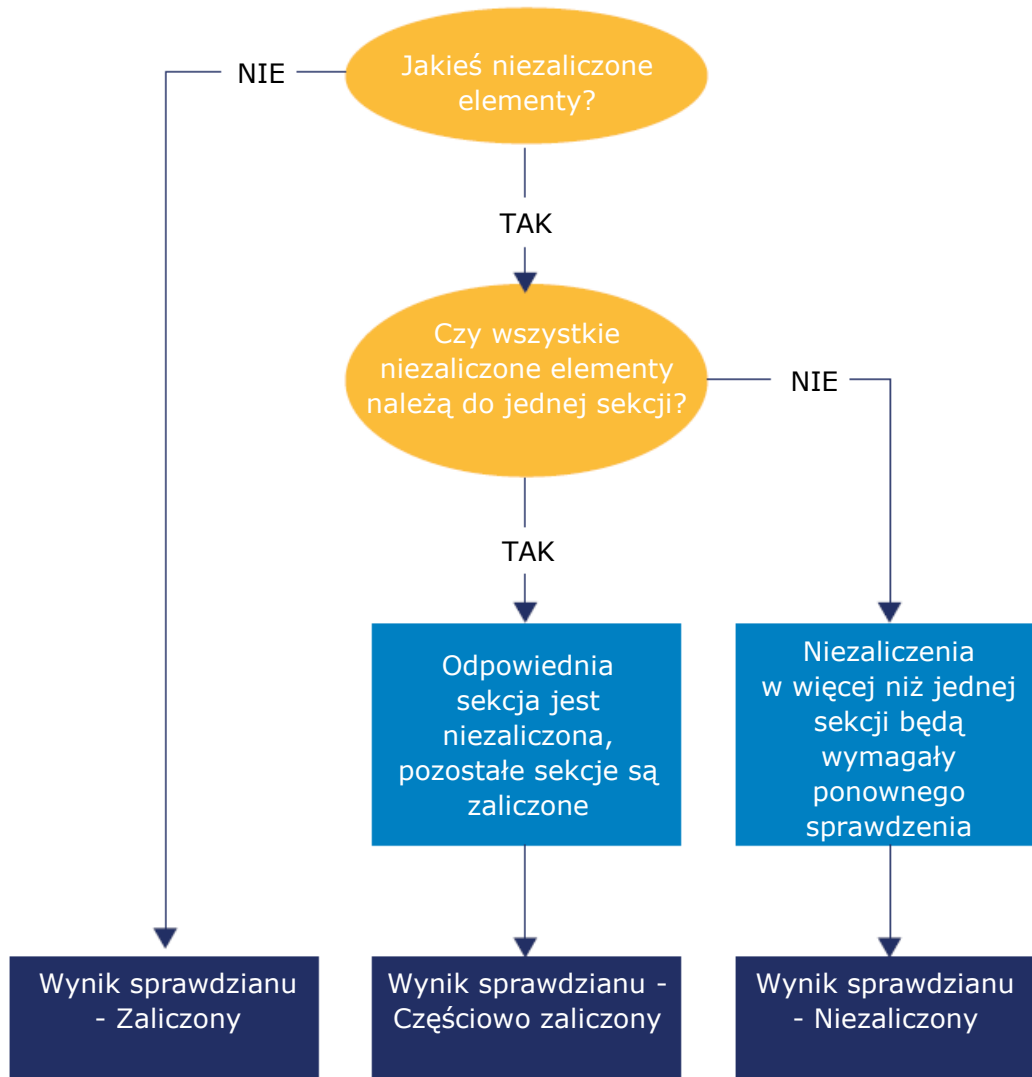 Jakieś niezaliczone
elementy?
NIE
TAK
Czy wszystkie
niezaliczone elementy
należą do jednej sekcji?
NIE
TAK
Odpowiednia
sekcja jest
niezaliczona,
pozostałe sekcje są
zaliczone
Niezaliczenia
w więcej niż jednej
sekcji będą
wymagały
ponownego
sprawdzenia
Wynik sprawdzianu
- Zaliczony
Wynik sprawdzianu -
Częściowo zaliczony
Wynik sprawdzianu
- Niezaliczony